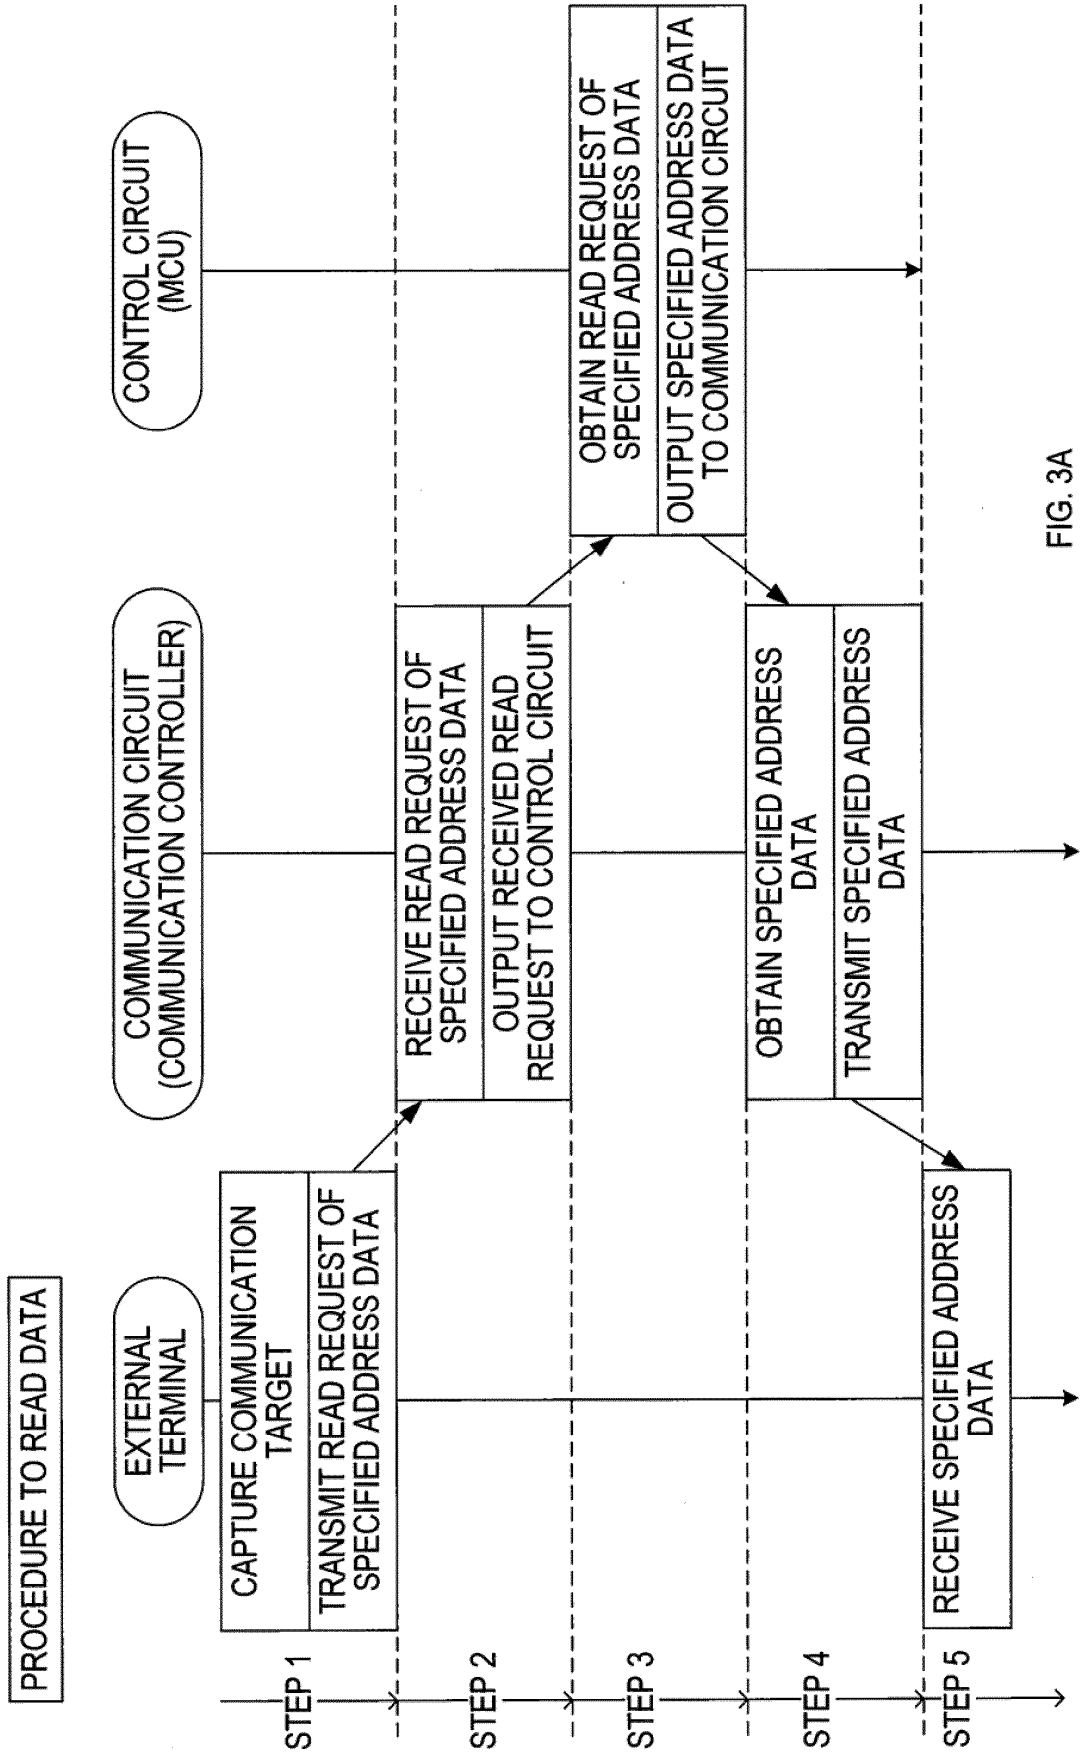 PROCEDURE TO READ DATA
EXTERNAL
TERMINAL
COMMUNICATION CIRCUIT
(COMMUNICATION CONTROLLER)
CONTROL CIRCUIT
(MCU)
STEP 1
CAPTURE COMMUNICATION
TARGET
TRANSMIT READ REQUEST OF
SPECIFIED ADDRESS DATA
STEP 2
RECEIVE READ REQUEST OF
SPECIFIED ADDRESS DATA
OUTPUT RECEIVED READ
REQUEST TO CONTROL CIRCUIT
STEP 3
OBTAIN READ REQUEST OF
SPECIFIED ADDRESS DATA
OUTPUT SPECIFIED ADDRESS DATA
TO COMMUNICATION CIRCUIT
STEP 4
OBTAIN SPECIFIED ADDRESS
DATA
TRANSMIT SPECIFIED ADDRESS
DATA
STEP 5
RECEIVE SPECIFIED ADDRESS
DATA
FIG. 3A